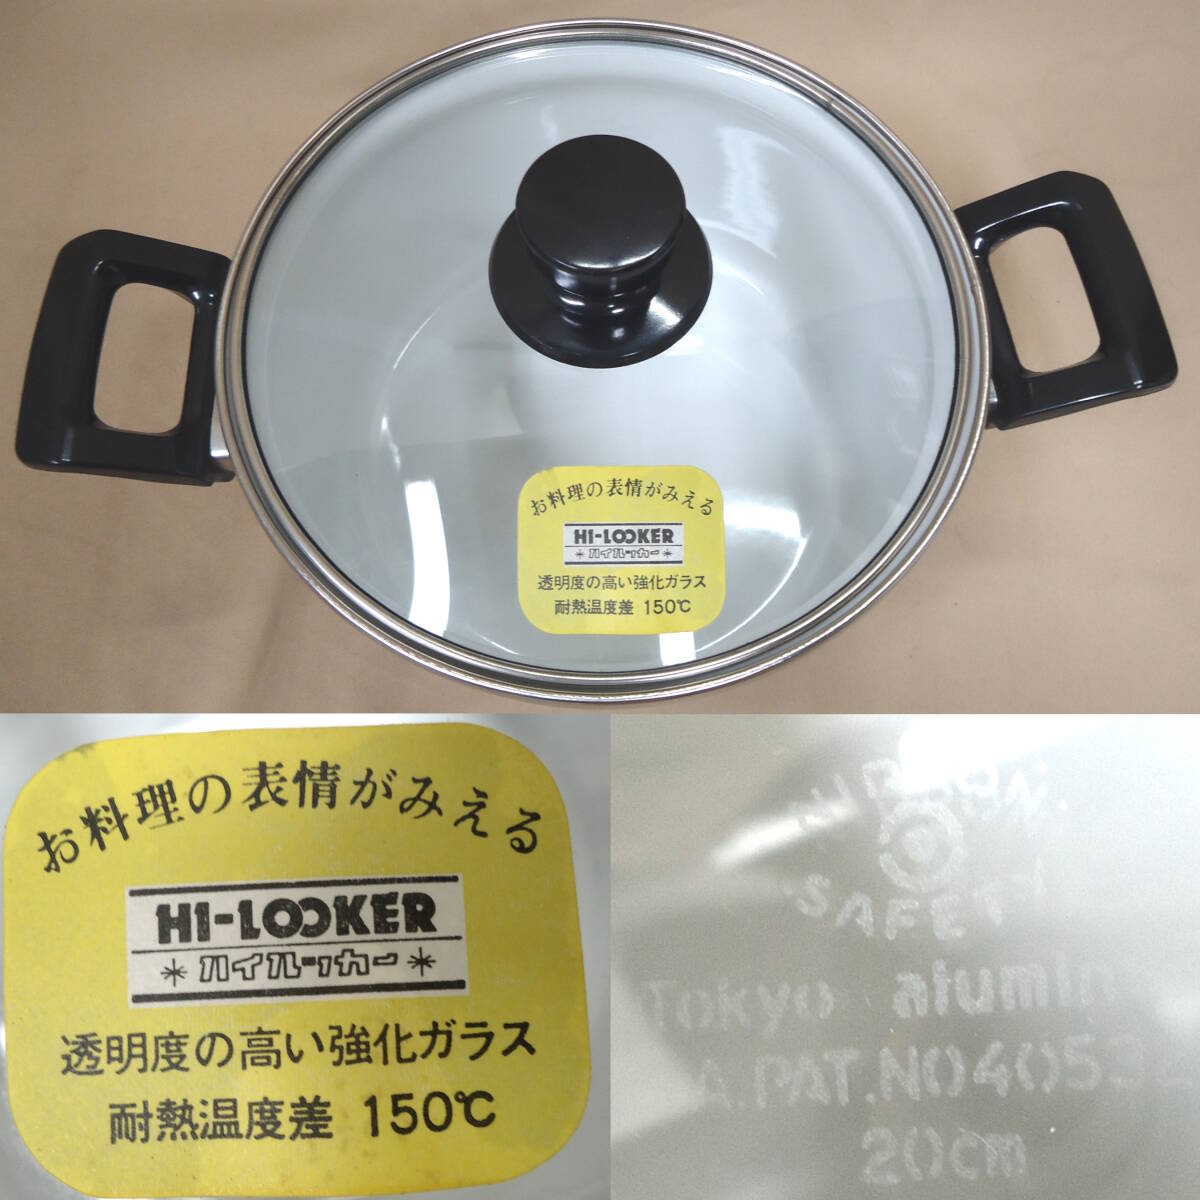 お料理の表情がみえる
HI-LOOKER
ハイルッカー
透明度の高い強化ガラス
耐熱温度差 150℃
お料理の表情がみえる
HI-LOOKER
ハイルッカー
透明度の高い強化ガラス
耐熱温度差 150℃
Tokyo
A.PAT.NO
20cm